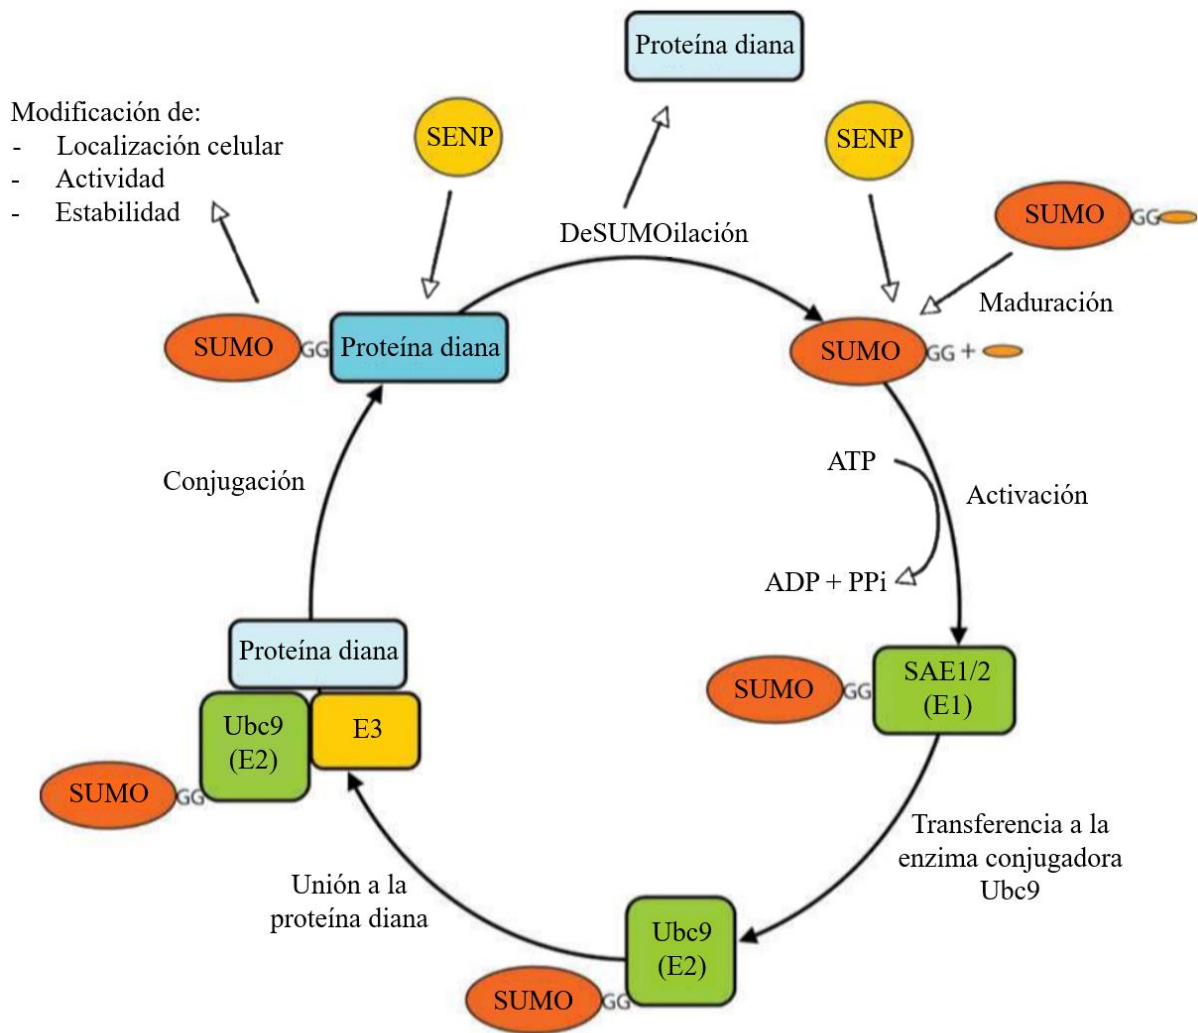 Proteína diana
Modificación de:
- Localización celular
- Actividad
- Estabilidad
SENP
SENP
SUMO
GG
DeSUMOilación
Maduración
SUMO
GG
Proteína diana
SUMO
GG +
ATP
Activación
Conjugación
ADP + PPi
Proteína diana
SUMO
GG
SAE1/2
(E1)
Ubc9
(E2)
E3
SUMO
GG
Transferencia a la
enzima conjugadora
Ubc9
Unión a la
proteína diana
Ubc9
(E2)
SUMO
GG